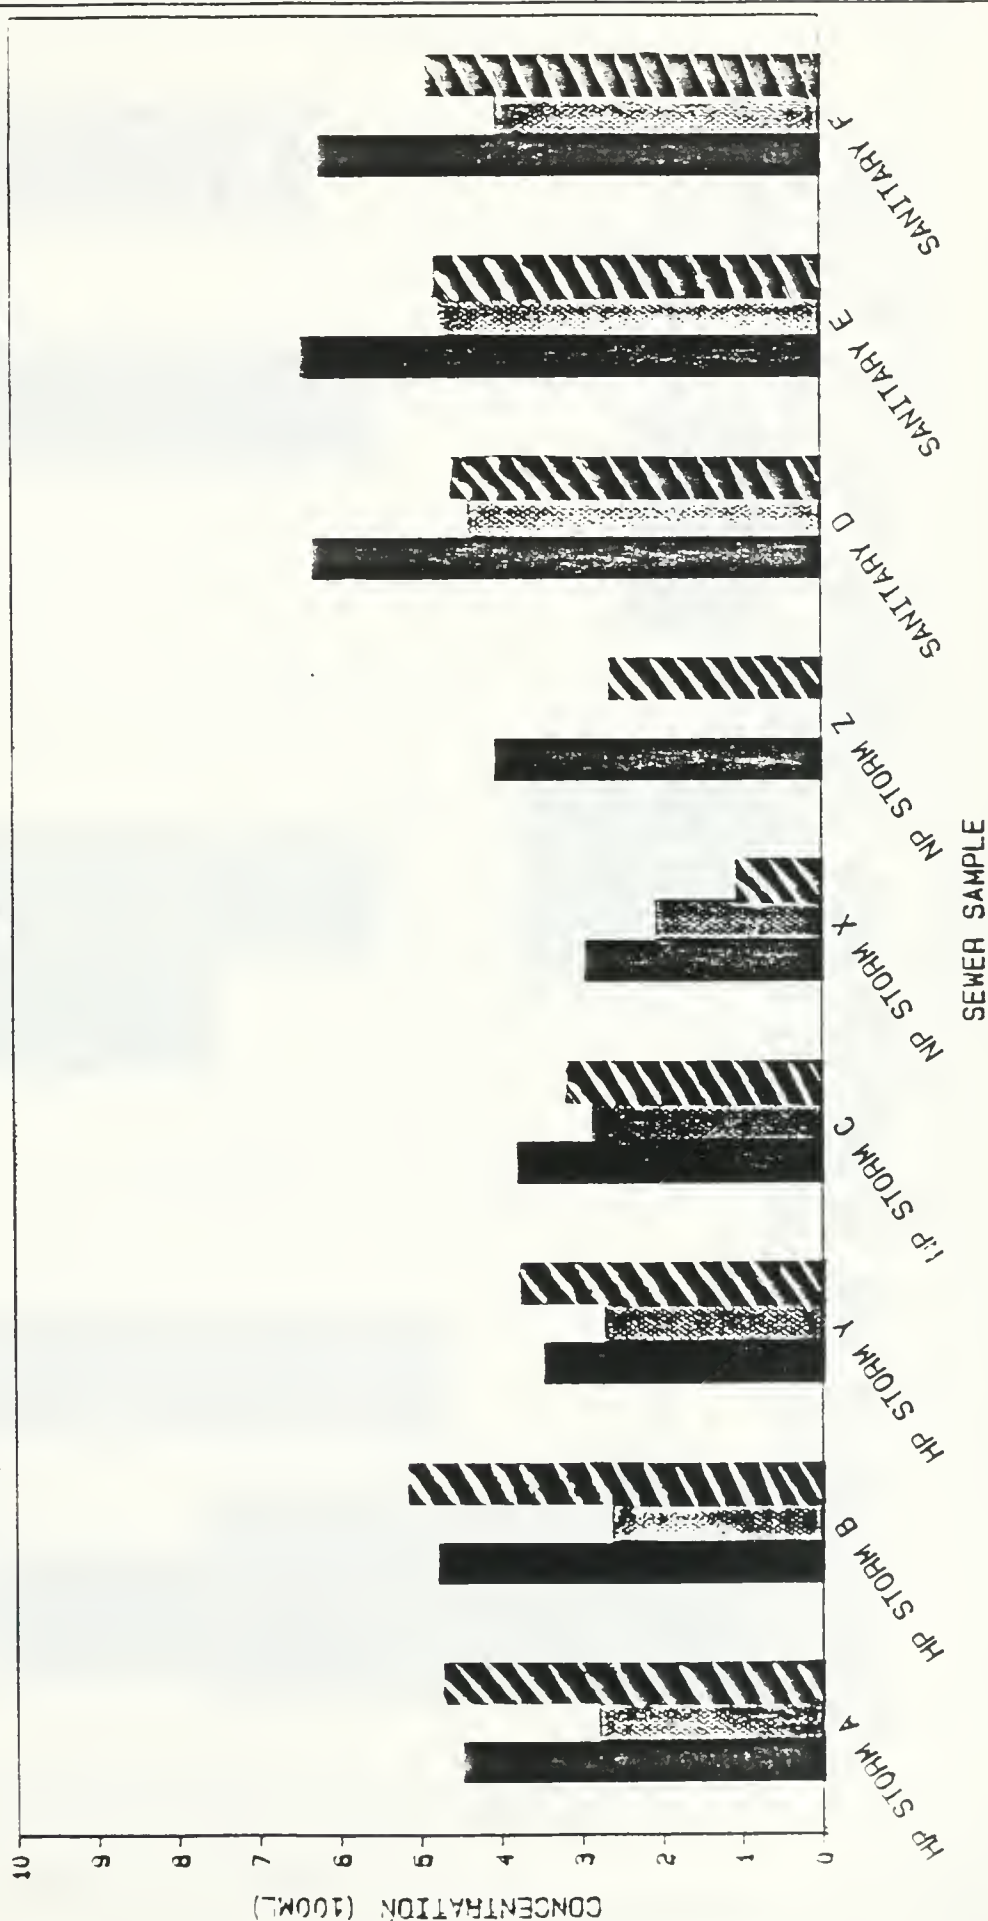 CONCENTRATION (100ML)
10
9
8
7
6
5
4
3
2
1
0
HP STORM A
HP STORM B
HP STORM Y
STORM C
NP STORM X
NP STORM Z
SANITARY D
SANITARY E
SANITARY F
SEWER SAMPLE